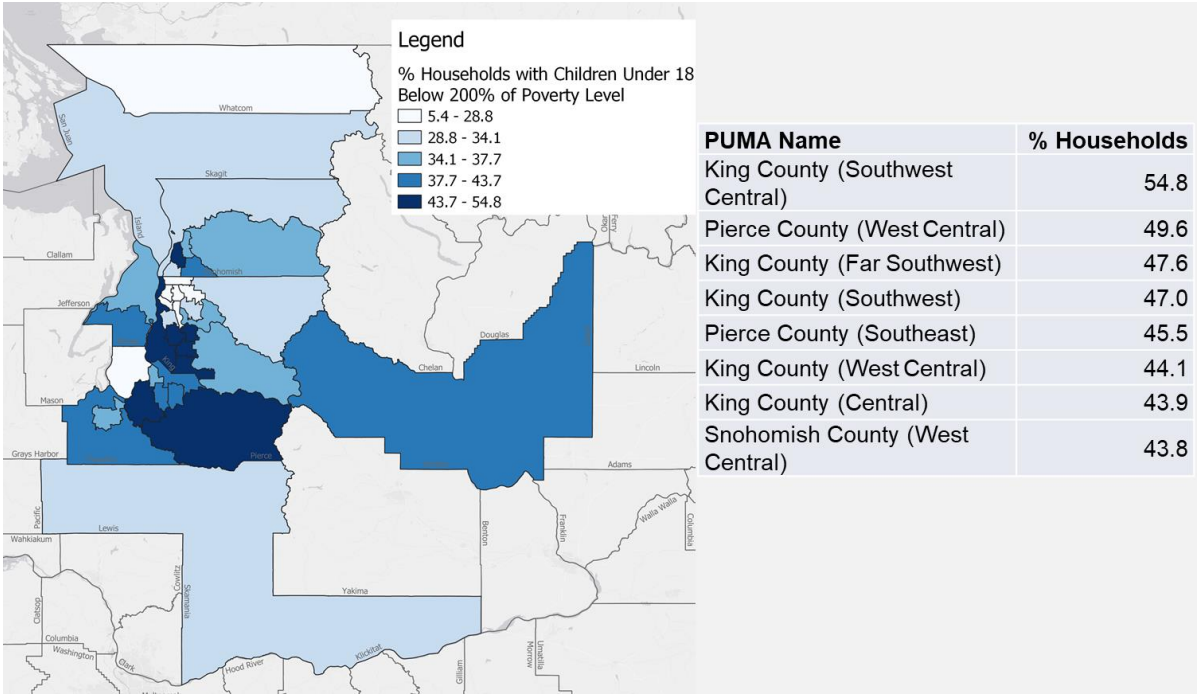 Legend
% Households with Children Under 18
Below 200% of Poverty Level
5.4 - 28.8
28.8 - 34.1
34.1 - 37.7
37.7 - 43.7
43.7 - 54.8
Whatcom
San Juan
Skagit
Island
Ferry
Clallam
Snohomish
Jefferson
Douglas
Chelan
Lincoln
King
Mason
Grays Harbor
Pierce
Adams
Pacific
Lewis
Wahkiakum
Benton
Franklin
Walla Walla
Columbia
Cowlitz
Skamania
Yakima
Clatsop
Columbia
Washington
Clark
Hood River
Klickitat
Gilliam
Morrow
Umatilla
PUMA Name % Households
King County (Southwest
Central) 54.8
Pierce County (West Central) 49.6
King County (Far Southwest) 47.6
King County (Southwest) 47.0
Pierce County (Southeast) 45.5
King County (West Central) 44.1
King County (Central) 43.9
Snohomish County (West
Central) 43.8